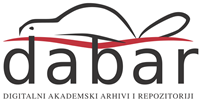 dabar
DIGITALNI AKADEMSKI ARHIVI I REPOZITORIJI